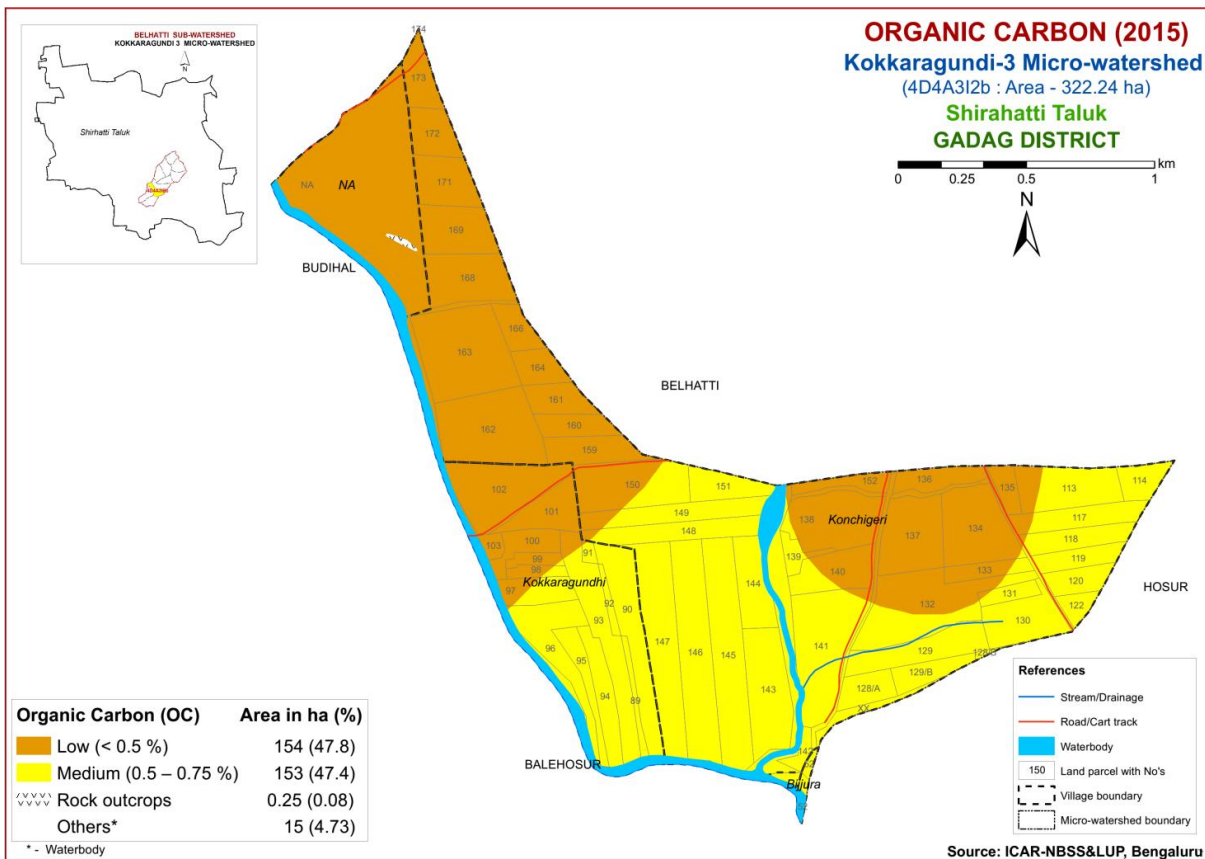 BELHATTI SUB-WATERSHED
KOKKARAGUNDI 3 MICRO-WATERSHED
N
Shirhatti Taluk
ORGANIC CARBON (2015)
Kokkaragundi-3 Micro-watershed
(4D4A3I2b : Area - 322.24 ha)
Shirahatti Taluk
GADAG DISTRICT
km
0 0.25 0.5 1
N
174
173
172
NA NA 171
169
BUDIHAL 168
166
163
164
BELHATTI
161
162 160
159
102 150 151 152 136 135 113 114
101 149 138 Konchigeri 134 117
103 100 148 137 118
99 91 139 119
98 140 133 120
97 Kokkaragundhi 144 132 131 122 HOSUR
92 90
93 130
96 147 146 145 141 129
95 129/B 128/B
94 89 143 128/A
XX
BALEHOSUR
Bijjura
References
Stream/Drainage
Road/Cart track
Waterbody
150 Land parcel with No's
Village boundary
Micro-watershed boundary
Organic Carbon (OC) Area in ha (%)
Low (< 0.5 %) 154 (47.8)
Medium (0.5 – 0.75 %) 153 (47.4)
Rock outcrops 0.25 (0.08)
Others* 15 (4.73)
* - Waterbody
Source: ICAR-NBSS&LUP, Bengaluru